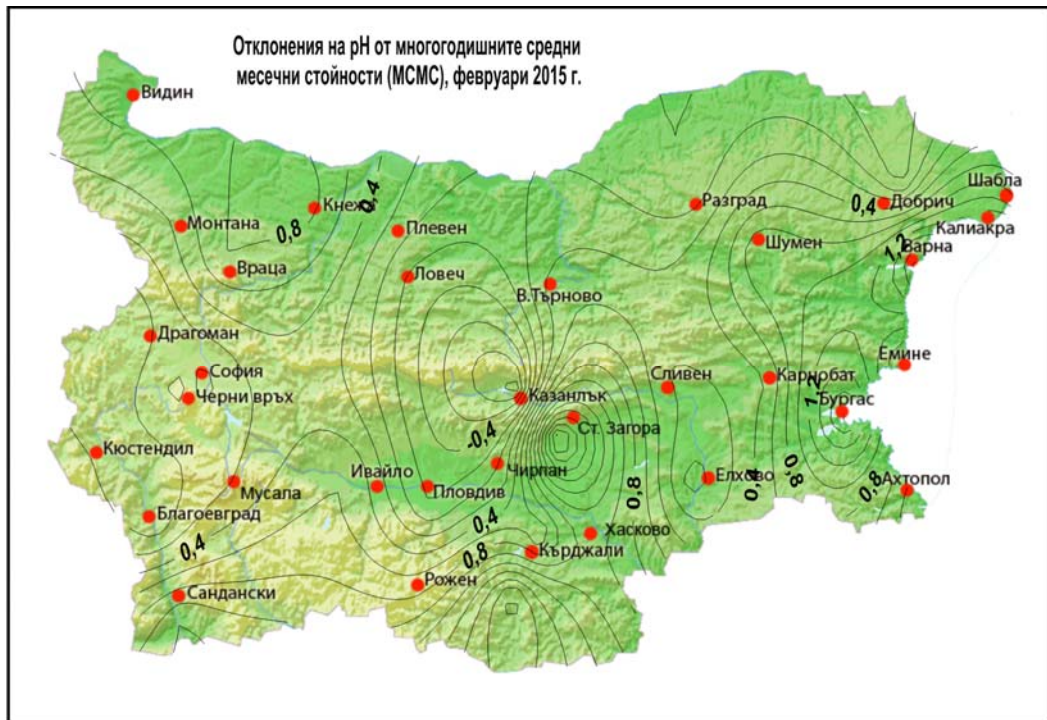 Отклонения на рН от многогодишните средни
месечни стойности (МСМС), февруари 2015 г.
Видин
Кнеж
0,4
Монтана
0,8
Плевен
Враца
Ловеч
В.Търново
Разград
0,4
Добрич
Шабла
Калиакра
Шумен
1,2
Варна
Драгоман
София
Черни връх
Казанлък
Сливен
Карнобат
Емине
1,2
Бургас
Ст. Загора
-0,4
Чирпан
Кюстендил
Мусала
Ивайло
Пловдив
0,8
Елхово
0,4
0,8
0,8
Ахтопол
Благоевград
0,4
0,4
0,8
Хасково
Кърджали
Рожен
Сандански